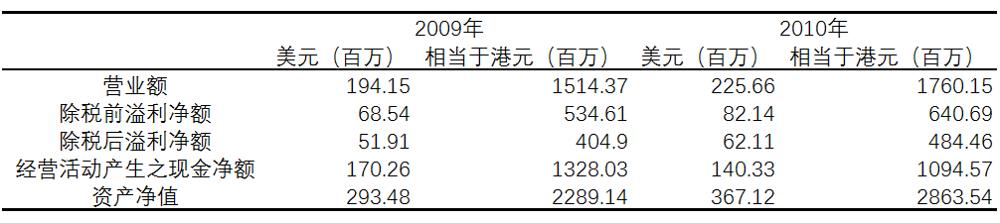 2009年 2010年
美元（百万） 相当于港元（百万） 美元（百万） 相当于港元（百万）
营业额 194.15 1514.37 225.66 1760.15
除税前溢利净额 68.54 534.61 82.14 640.69
除税后溢利净额 51.91 404.9 62.11 484.46
经营活动产生之现金净额 170.26 1328.03 140.33 1094.57
资产净值 293.48 2289.14 367.12 2863.54